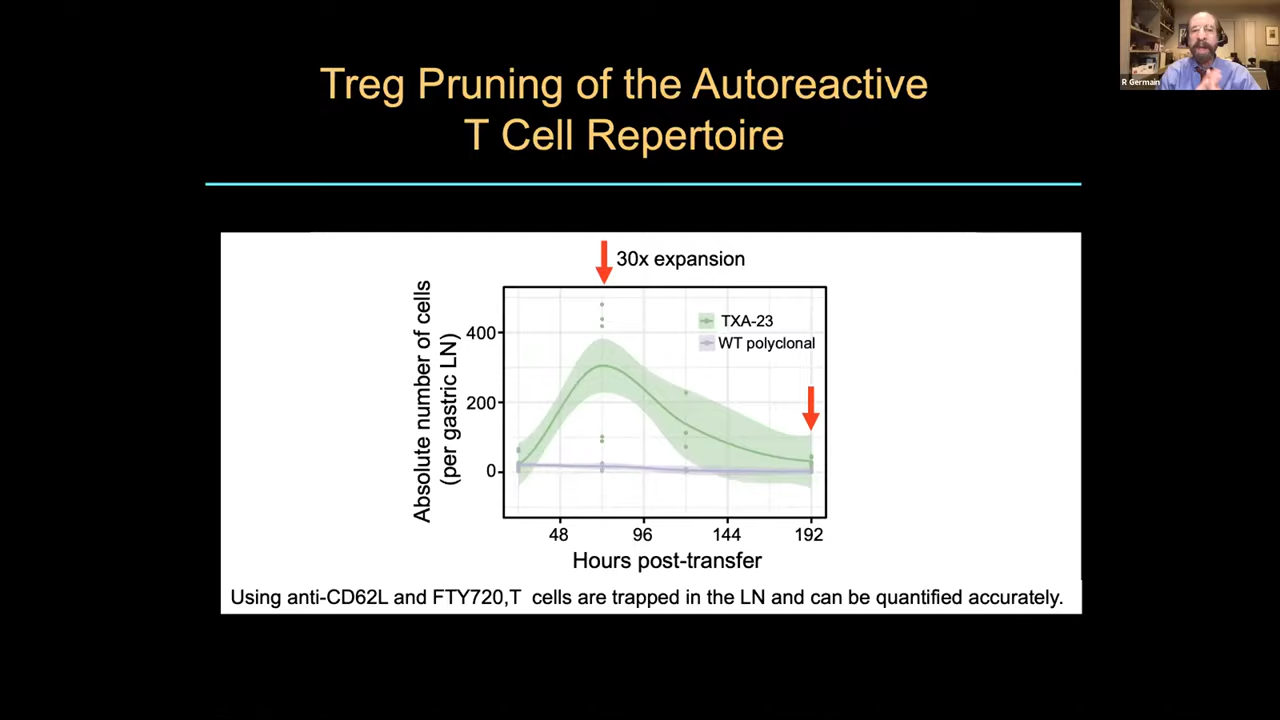 R Germain
Treg Pruning of the Autoreactive
T Cell Repertoire
30x expansion
Absolute number of cells
(per gastric LN)
400
200
0
TXA-23
WT polyclonal
48 96 144 192
Hours post-transfer
Using anti-CD62L and FTY720,T cells are trapped in the LN and can be quantified accurately.